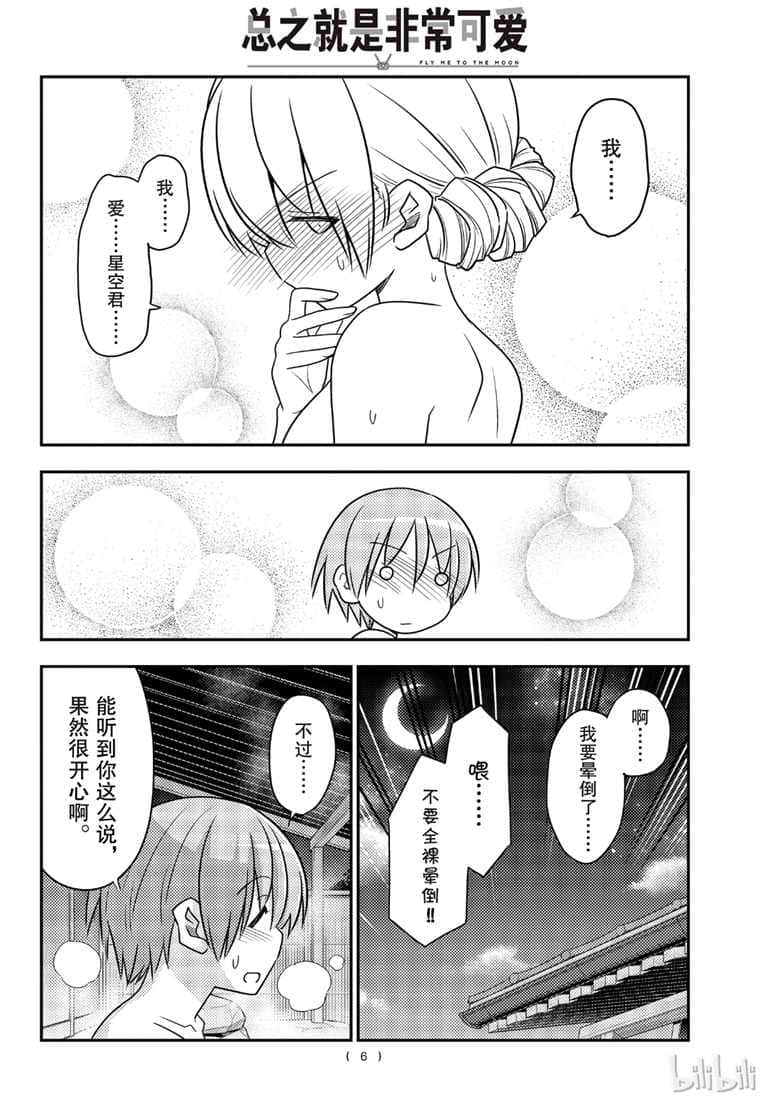 总之就是非常可爱
FLY ME TO THE MOON
我……
我……
爱……星空君……
啊……
我要晕倒了……
喂……
不要全裸晕倒!!
不过……
能听到你这么说，
果然很开心啊。
( 6 )
bilibili